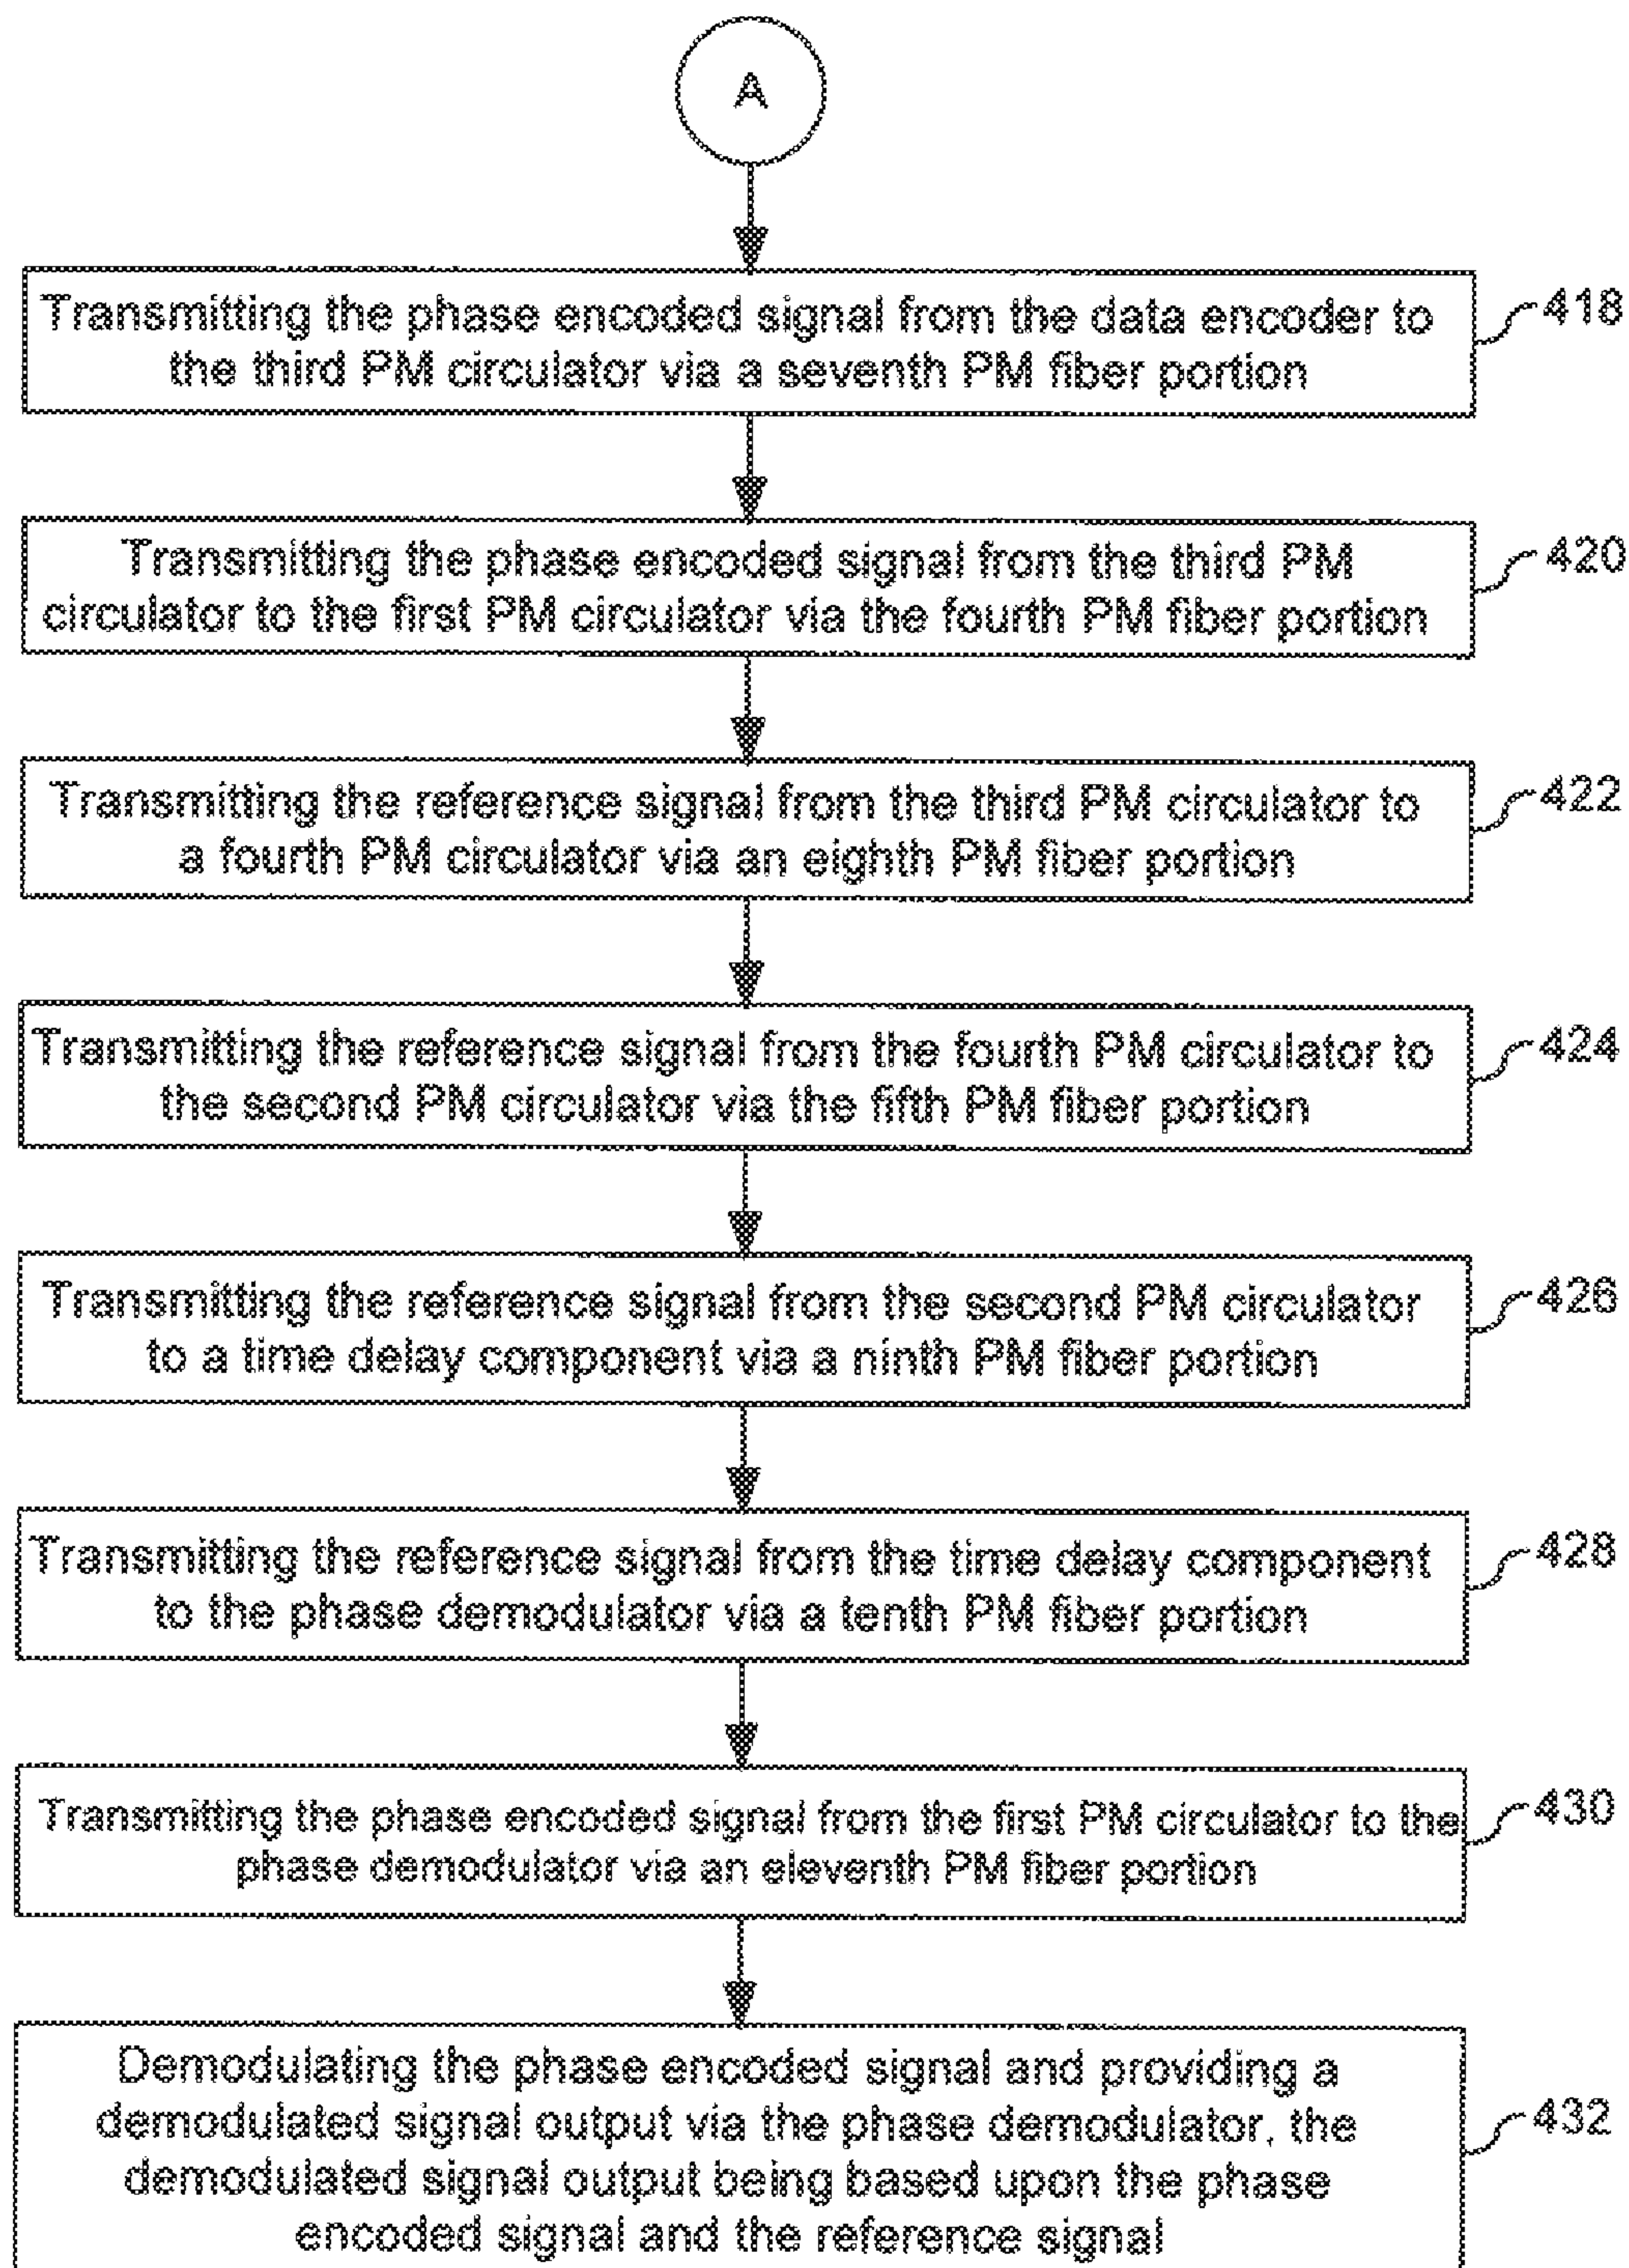 A
Transmitting the phase encoded signal from the data encoder to
the third PM circulator via a seventh PM fiber portion
418
Transmitting the phase encoded signal from the third PM
circulator to the first PM circulator via the fourth PM fiber portion
420
Transmitting the reference signal from the third PM circulator to
a fourth PM circulator via an eighth PM fiber portion
422
Transmitting the reference signal from the fourth PM circulator to
the second PM circulator via the fifth PM fiber portion
424
Transmitting the reference signal from the second PM circulator
to a time delay component via a ninth PM fiber portion
426
Transmitting the reference signal from the time delay component
to the phase demodulator via a tenth PM fiber portion
428
Transmitting the phase encoded signal from the first PM circulator to the
phase demodulator via an eleventh PM fiber portion
430
Demodulating the phase encoded signal and providing a
demodulated signal output via the phase demodulator, the
demodulated signal output being based upon the phase
encoded signal and the reference signal
432